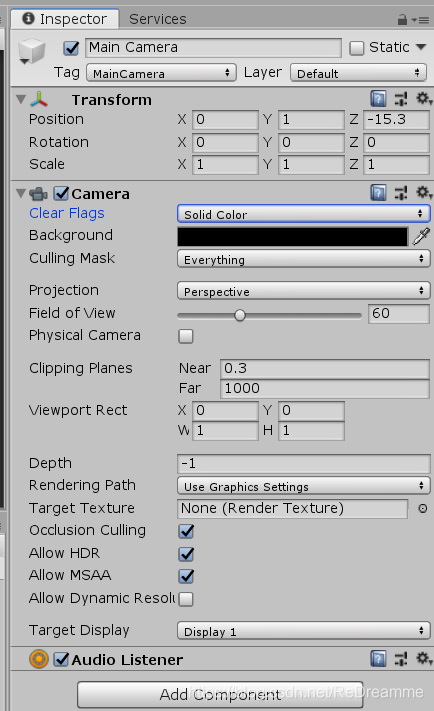 Inspector Services
Main Camera Static
Tag MainCamera Layer Default
Transform
Position X 0 Y 1 Z -15.3
Rotation X 0 Y 0 Z 0
Scale X 1 Y 1 Z 1
Camera
Clear Flags Solid Color
Background
Culling Mask Everything
Projection Perspective
Field of View 60
Physical Camera
Clipping Planes Near 0.3
Far 1000
Viewport Rect X 0 Y 0
W 1 H 1
Depth -1
Rendering Path Use Graphics Settings
Target Texture None (Render Texture)
Occlusion Culling
Allow HDR
Allow MSAA
Allow Dynamic Resolu
Target Display Display 1
Audio Listener
Add Component